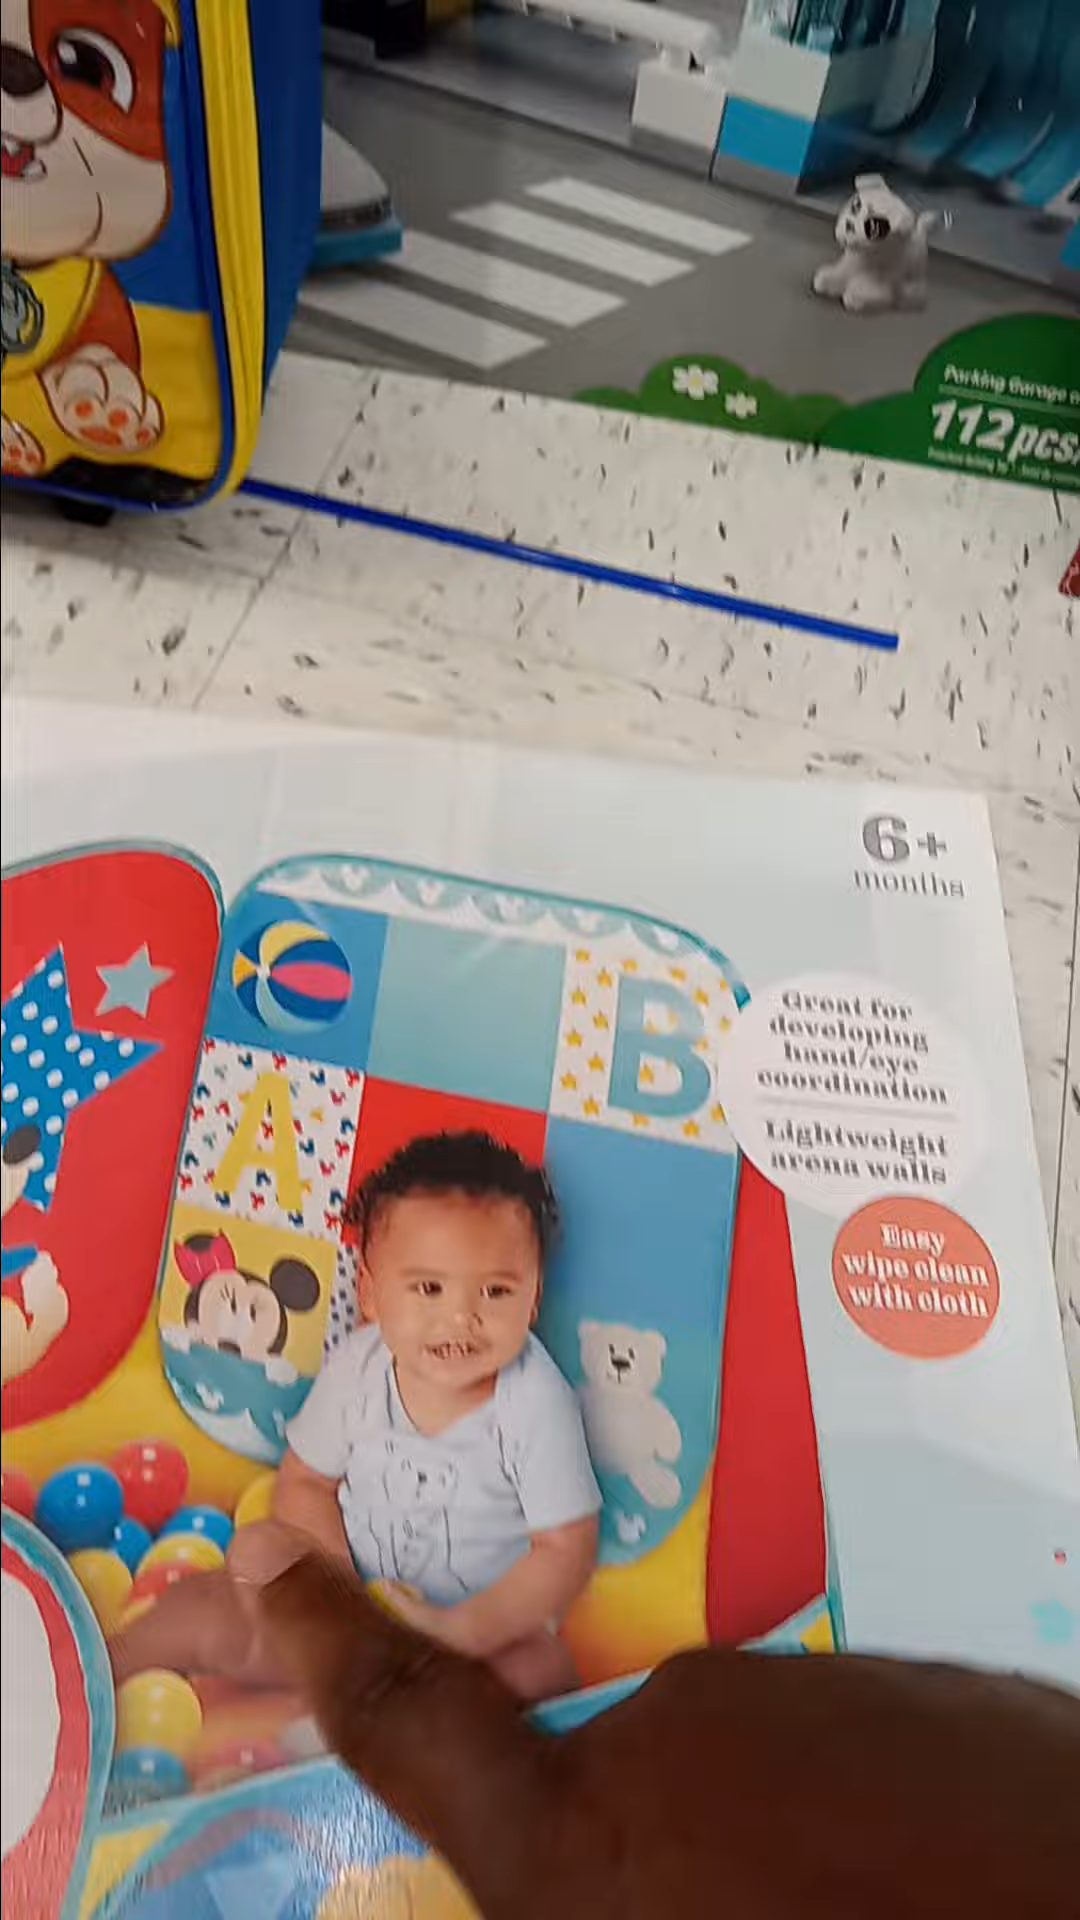 Parking Garage
112 pcs
6+
months
B
Great for
developing
hand/eye
coordination
Lightweight
arena walls
A
Easy
wipe clean
with cloth